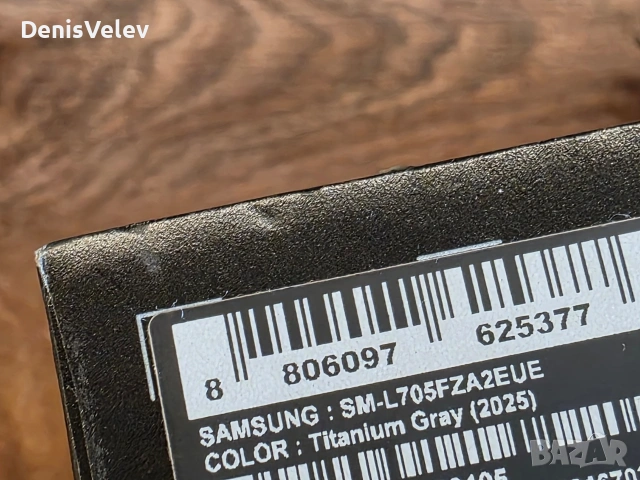 DenisVelev
8 806097 625377
SAMSUNG : SM-L705FZA2EUE
COLOR : Titanium Gray (2025)
BAZAR